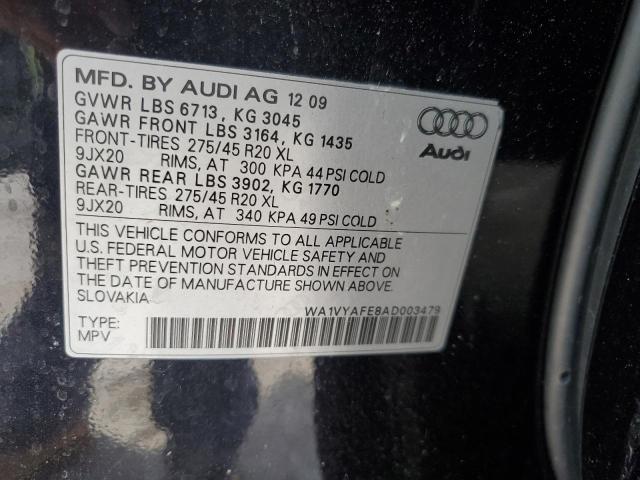 MFD. BY AUDI AG 12 09
GVWR LBS 6713, KG 3045
GAWR FRONT LBS 3164, KG 1435
FRONT-TIRES 275/45 R20 XL
9JX20 RIMS, AT 300 KPA 44 PSI COLD
GAWR REAR LBS 3902, KG 1770
REAR-TIRES 275/45 R20 XL
9JX20 RIMS, AT 340 KPA 49 PSI COLD
Audi
THIS VEHICLE CONFORMS TO ALL APPLICABLE
U.S. FEDERAL MOTOR VEHICLE SAFETY AND
THEFT PREVENTION STANDARDS IN EFFECT ON
THE DATE OF MANUFACTURE SHOWN ABOVE.
SLOVAKIA
WA1VYAFE8AD003479
TYPE:
MPV